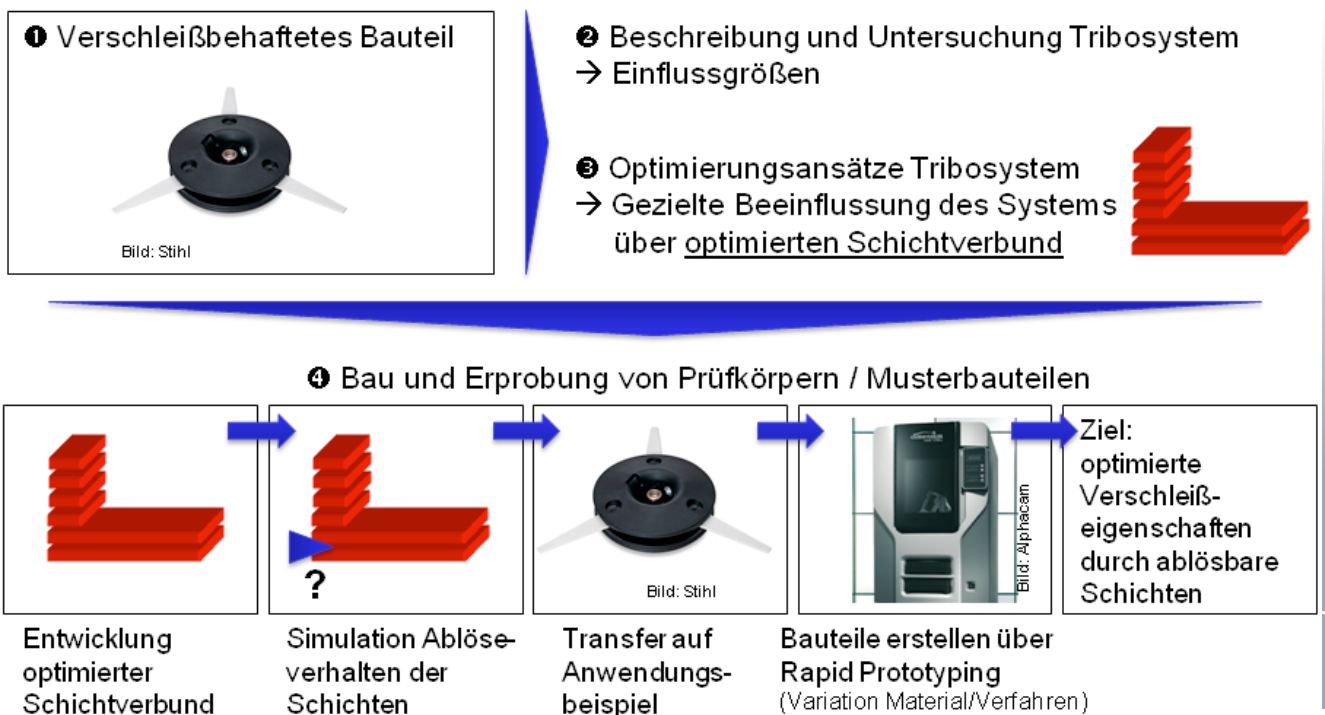 ❶ Verschleißbehaftetes Bauteil
Bild: Stihl
❷ Beschreibung und Untersuchung Tribosystem
→ Einflussgrößen
❸ Optimierungsansätze Tribosystem
→ Gezielte Beeinflussung des Systems
über optimierten Schichtverbund
❹ Bau und Erprobung von Prüfkörpern / Musterbauteilen
?
Bild: Stihl
Bild: Alphacam
Ziel:
optimierte
Verschleiß-
eigenschaften
durch ablösbare
Schichten
Entwicklung
optimierter
Schichtverbund
Simulation Ablöse-
verhalten der
Schichten
Transfer auf
Anwendungs-
beispiel
Bauteile erstellen über
Rapid Prototyping
(Variation Material/Verfahren)